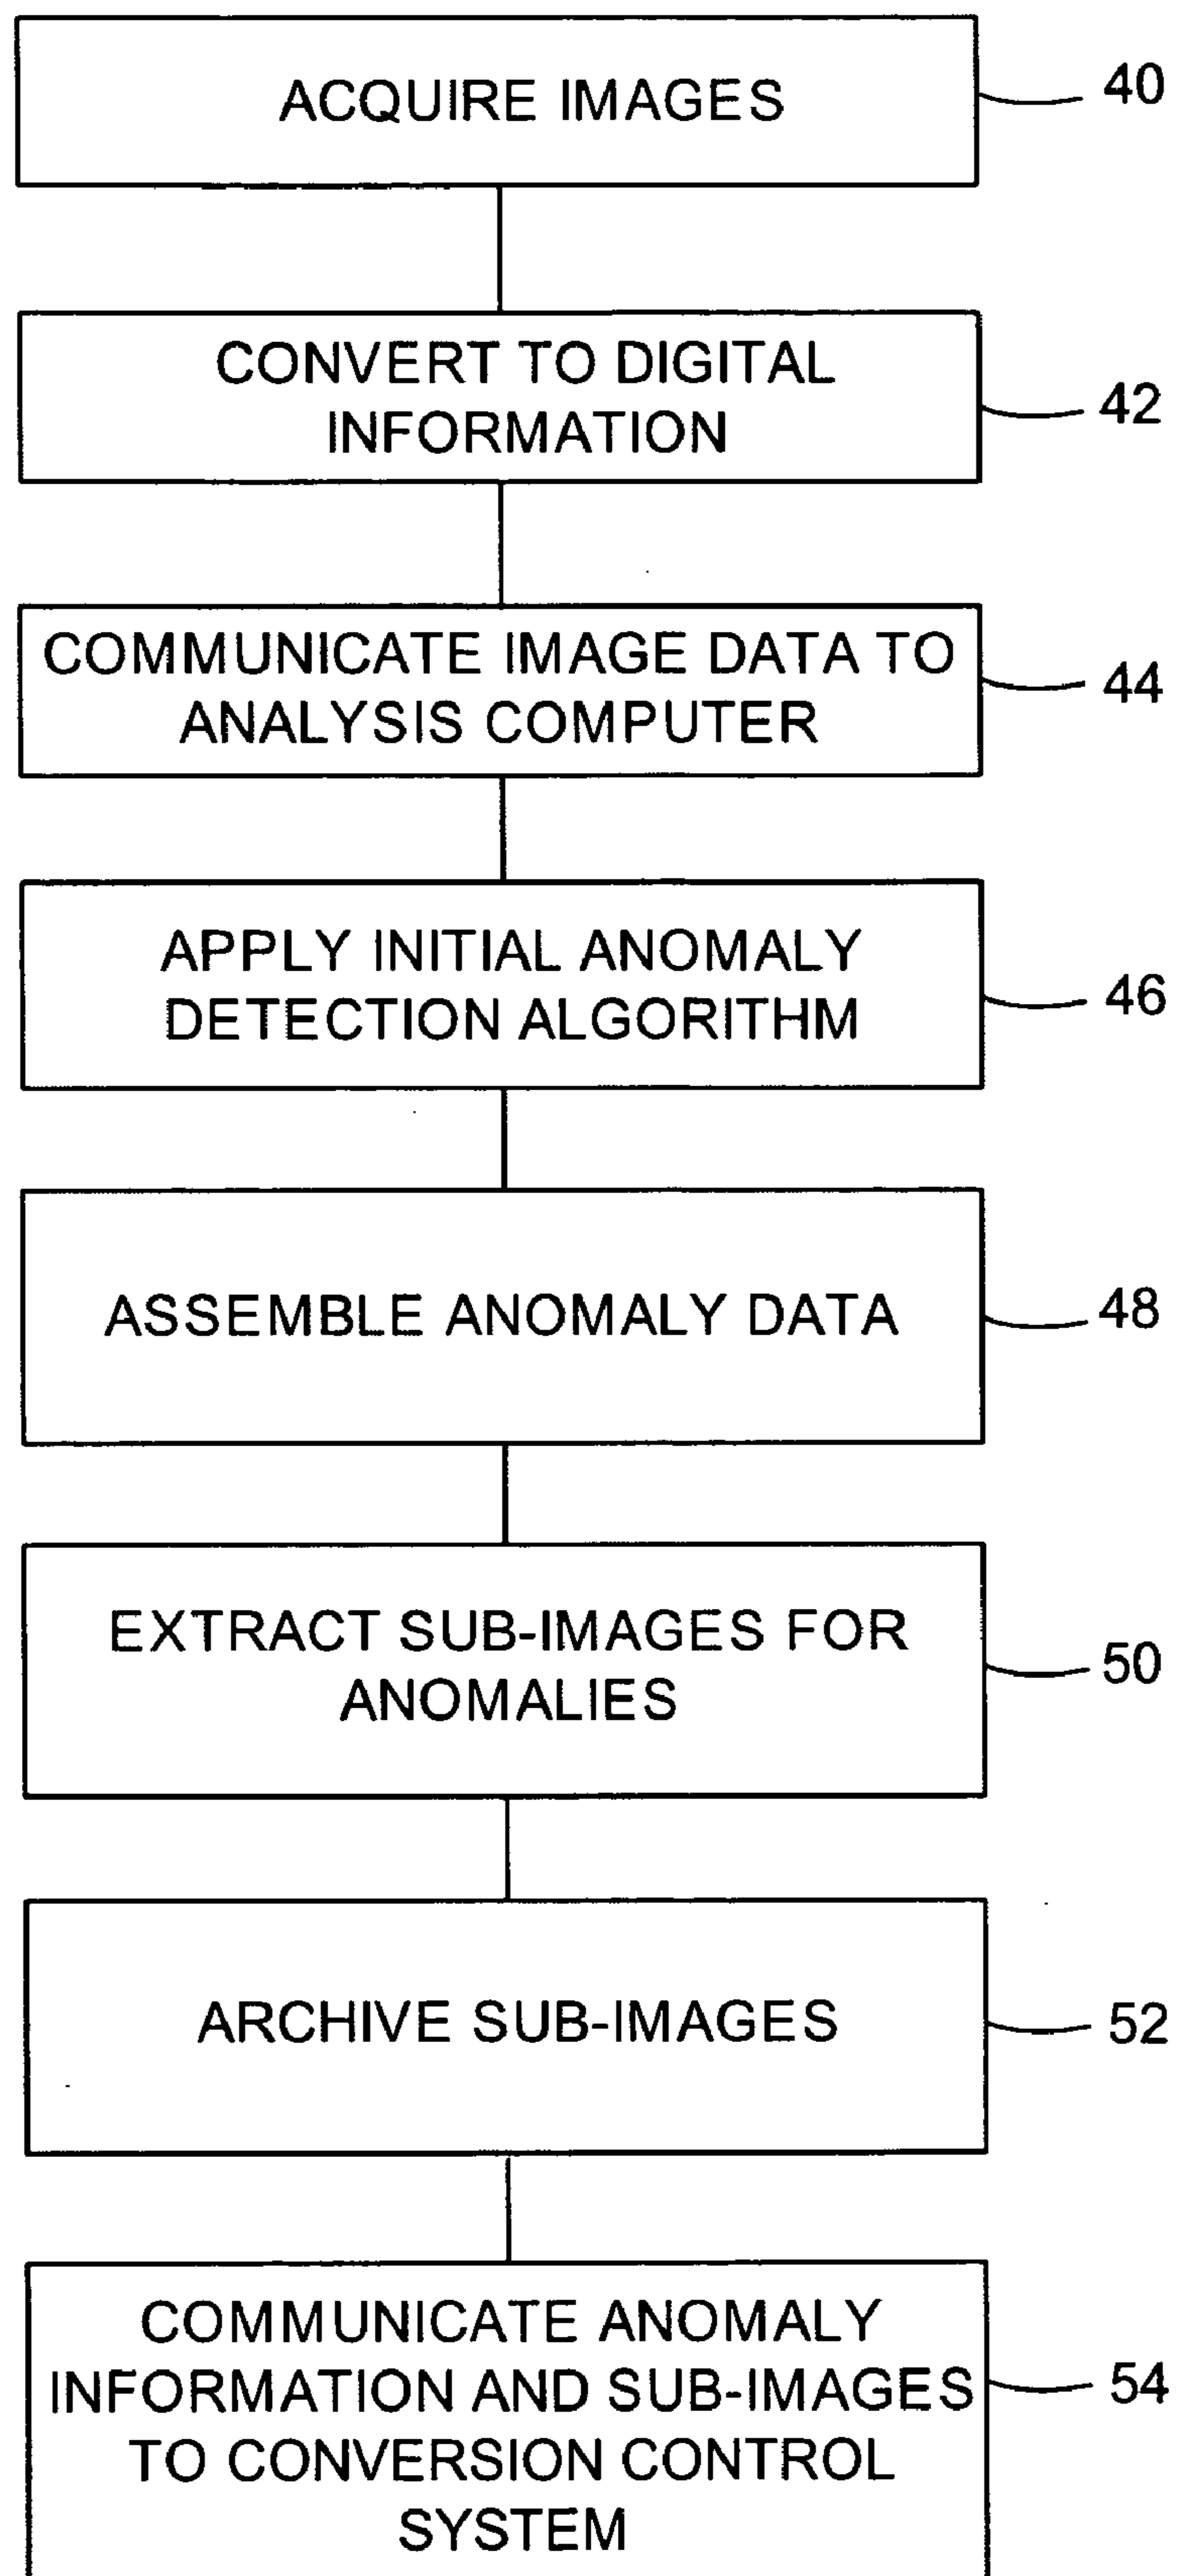 ACQUIRE IMAGES
40
CONVERT TO DIGITAL
INFORMATION
42
COMMUNICATE IMAGE DATA TO
ANALYSIS COMPUTER
44
APPLY INITIAL ANOMALY
DETECTION ALGORITHM
46
ASSEMBLE ANOMALY DATA
48
EXTRACT SUB-IMAGES FOR
ANOMALIES
50
ARCHIVE SUB-IMAGES
52
COMMUNICATE ANOMALY
INFORMATION AND SUB-IMAGES
TO CONVERSION CONTROL
SYSTEM
54